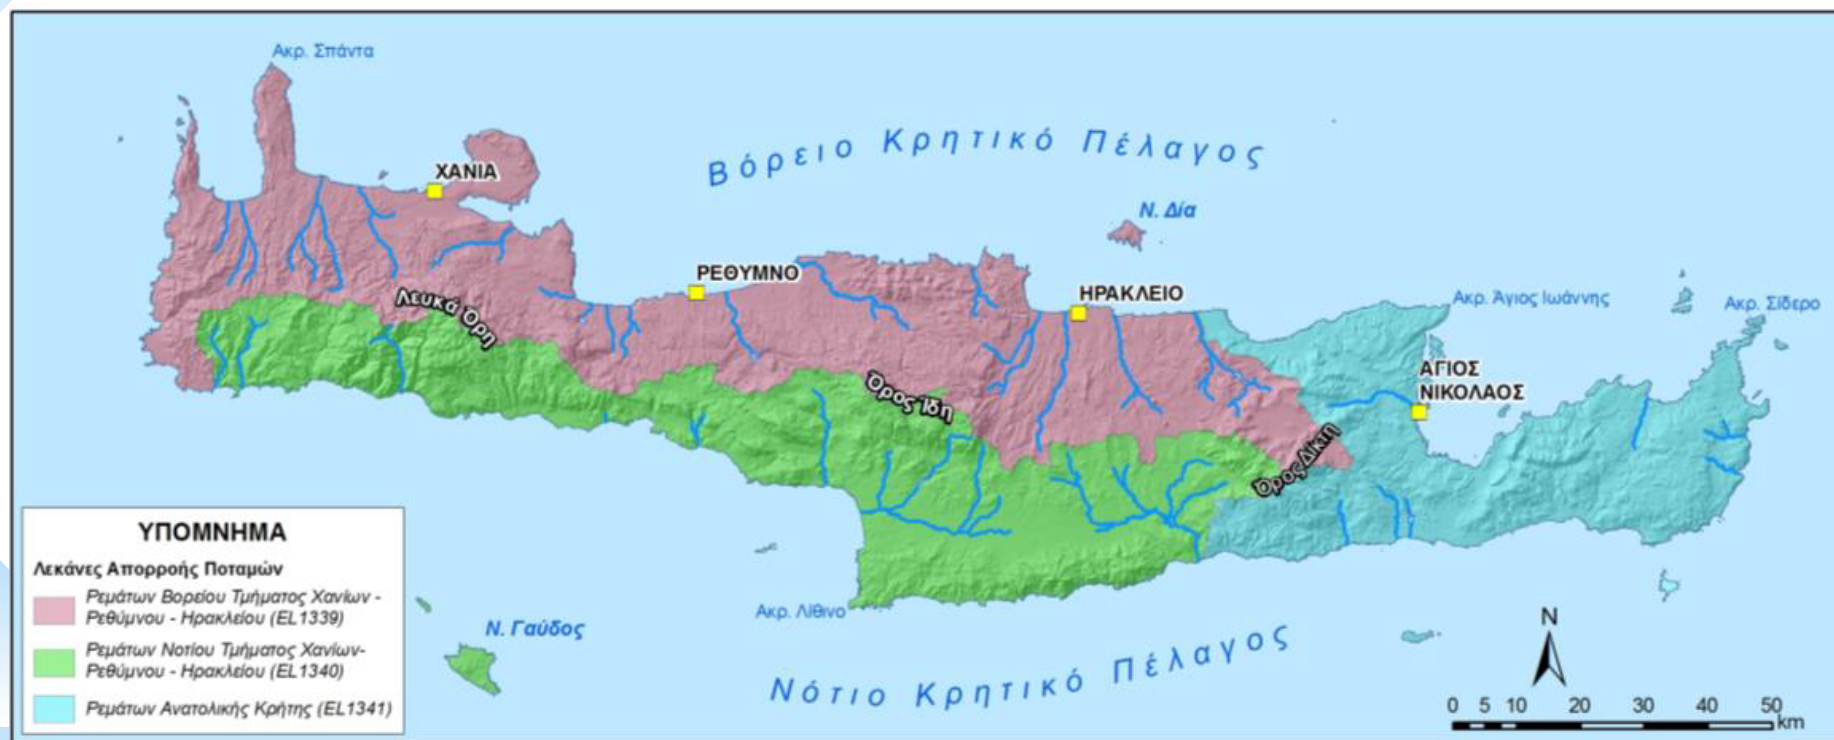 Ακρ. Σπάντα
ΧΑΝΙΑ
Βόρειο Κρητικό Πέλαγος
Ν. Δία
ΡΕΘΥΜΝΟ
ΗΡΑΚΛΕΙΟ
Ακρ. Άγιος Ιωάννης
Ακρ. Σίδερο
Λευκά Όρη
ΑΓΙΟΣ
ΝΙΚΟΛΑΟΣ
Όρος Ίδη
Όρος Δίκτη
Ακρ. Λίθινο
Ν. Γαύδος
Νότιο Κρητικό Πέλαγος
ΥΠΟΜΝΗΜΑ
Λεκάνες Απορροής Ποταμών
Ρεμάτων Βορείου Τμήματος Χανίων -
Ρεθύμνου - Ηρακλείου (EL1339)
Ρεμάτων Νοτίου Τμήματος Χανίων-
Ρεθύμνου - Ηρακλείου (EL1340)
Ρεμάτων Ανατολικής Κρήτης (EL1341)
N
0 5 10 20 30 40 50
km